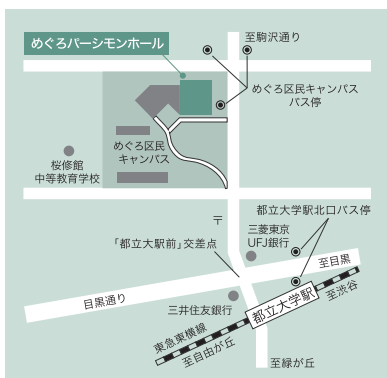 めぐろパーシモンホール
至駒沢通り
めぐろ区民キャンパス
バス停
めぐろ区民
キャンパス
桜修館
中等教育学校
〒
都立大学駅北口バス停
三菱東京
UFJ銀行
「都立大駅前」交差点
至目黒
目黒通り
三井住友銀行
都立大学駅
至渋谷
東急東横線
至自由が丘
至緑が丘